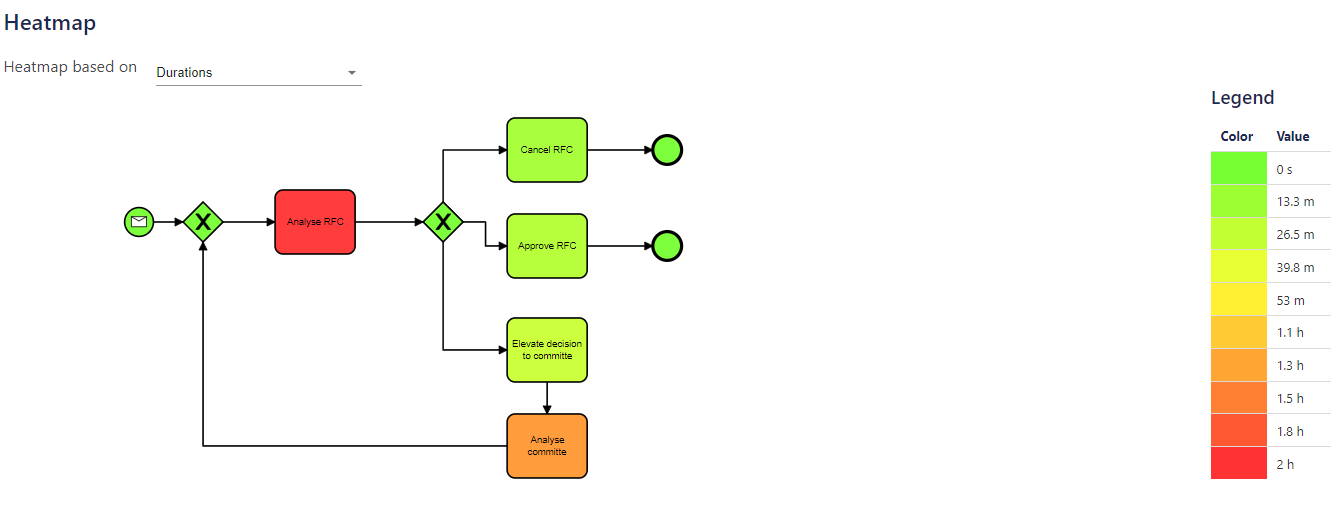 Heatmap
Heatmap based on Durations
Legend
Color Value
0 s
13.3 m
26.5 m
39.8 m
53 m
1.1 h
1.3 h
1.5 h
1.8 h
2 h
Cancel RFC
X
Analyse RFC
X
Approve RFC
Elevate decision
to committe
Analyse
committe